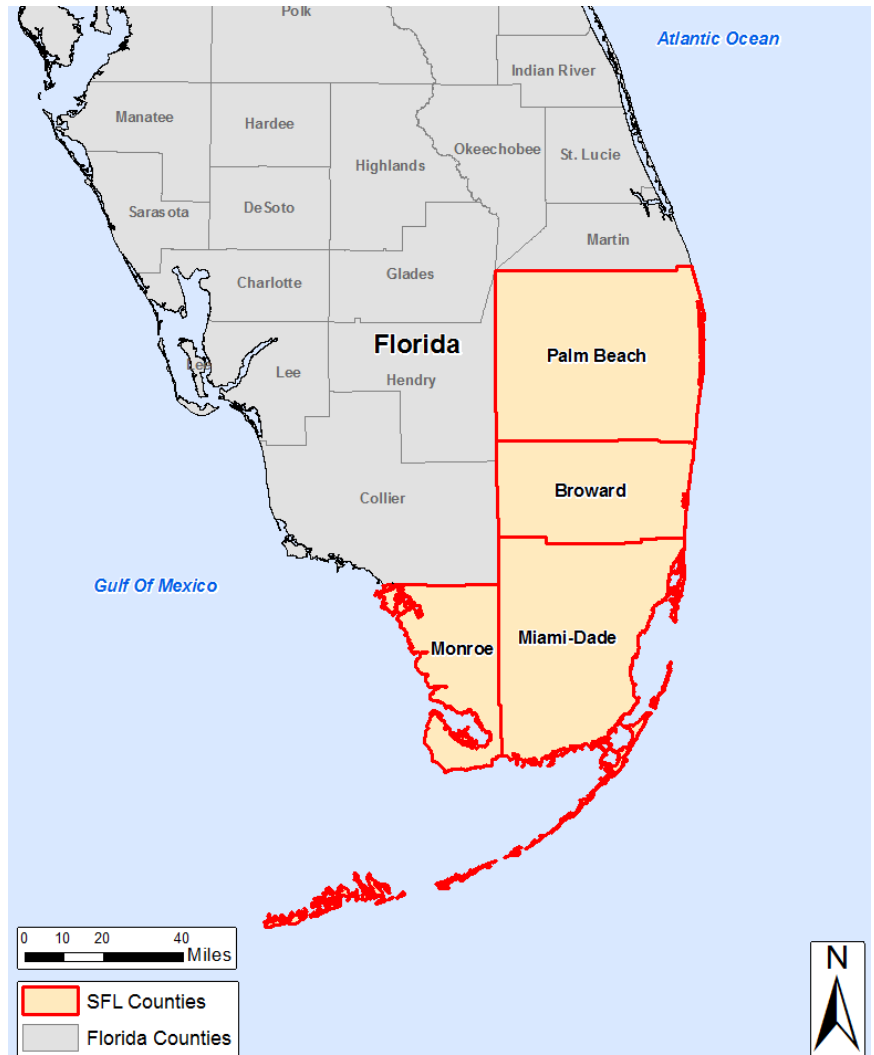 Polk
Atlantic Ocean
Indian River
Manatee
Hardee
Okeechobee
St. Lucie
Highlands
Sarasota
DeSoto
Martin
Charlotte
Glades
Florida
Palm Beach
Lee
Lee
Hendry
Broward
Collier
Gulf Of Mexico
Monroe
Miami-Dade
0 10 20 40
Miles
N
SFL Counties
Florida Counties